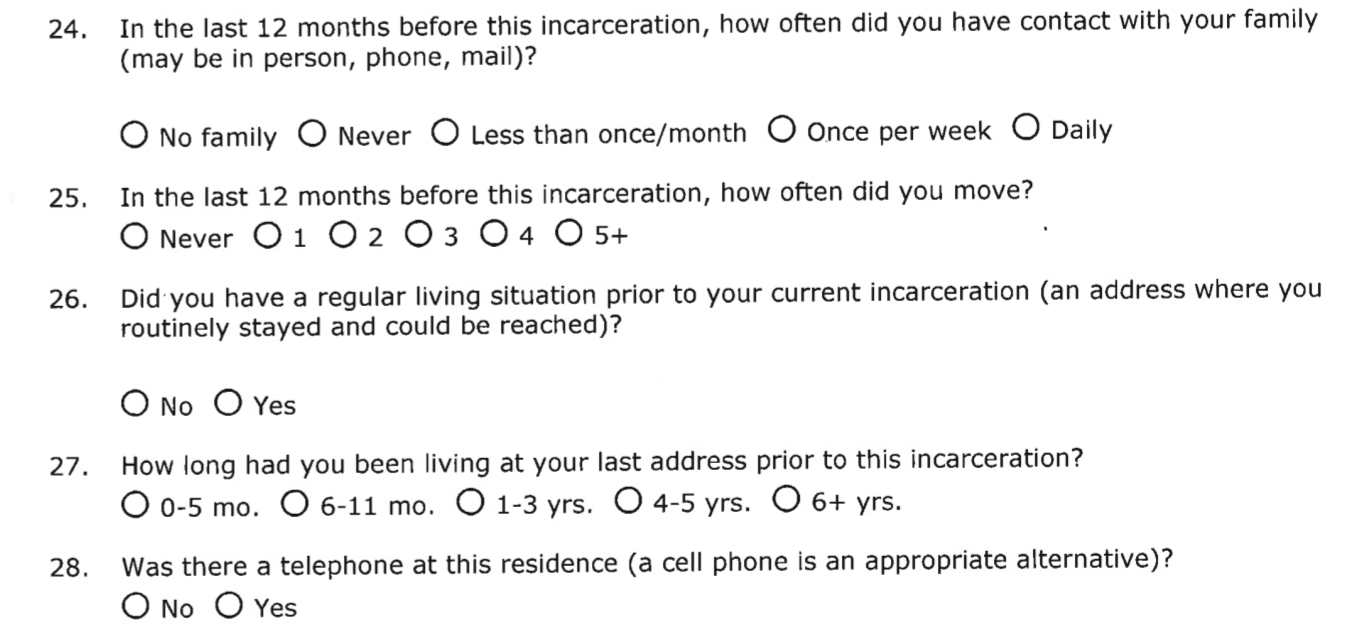 24. In the last 12 months before this incarceration, how often did you have contact with your family
(may be in person, phone, mail)?
O No family O Never O Less than once/month O Once per week O Daily
25. In the last 12 months before this incarceration, how often did you move?
O Never O 1 O 2 O 3 O 4 O 5+
26. Did you have a regular living situation prior to your current incarceration (an address where you
routinely stayed and could be reached)?
O No O Yes
27. How long had you been living at your last address prior to this incarceration?
O 0-5 mo. O 6-11 mo. O 1-3 yrs. O 4-5 yrs. O 6+ yrs.
28. Was there a telephone at this residence (a cell phone is an appropriate alternative)?
O No O Yes